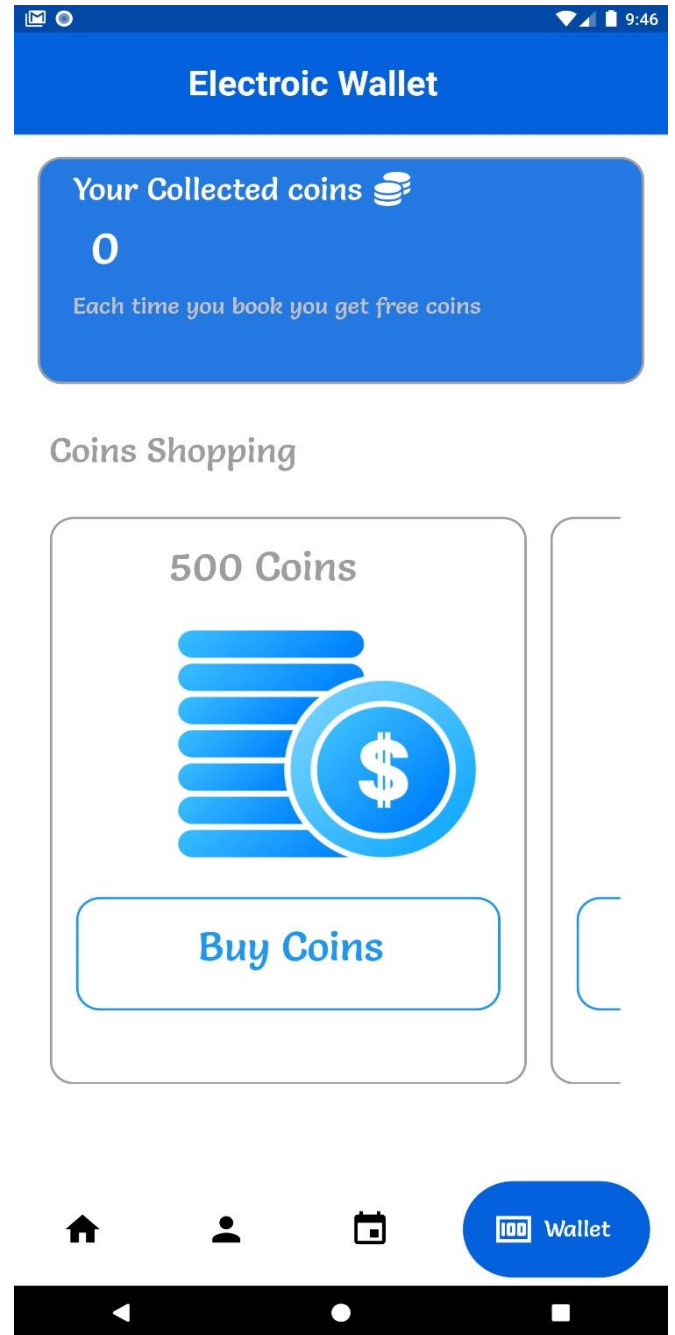 9:46
Electroic Wallet
Your Collected coins
0
Each time you book you get free coins
Coins Shopping
500 Coins
$
Buy Coins
100 Wallet